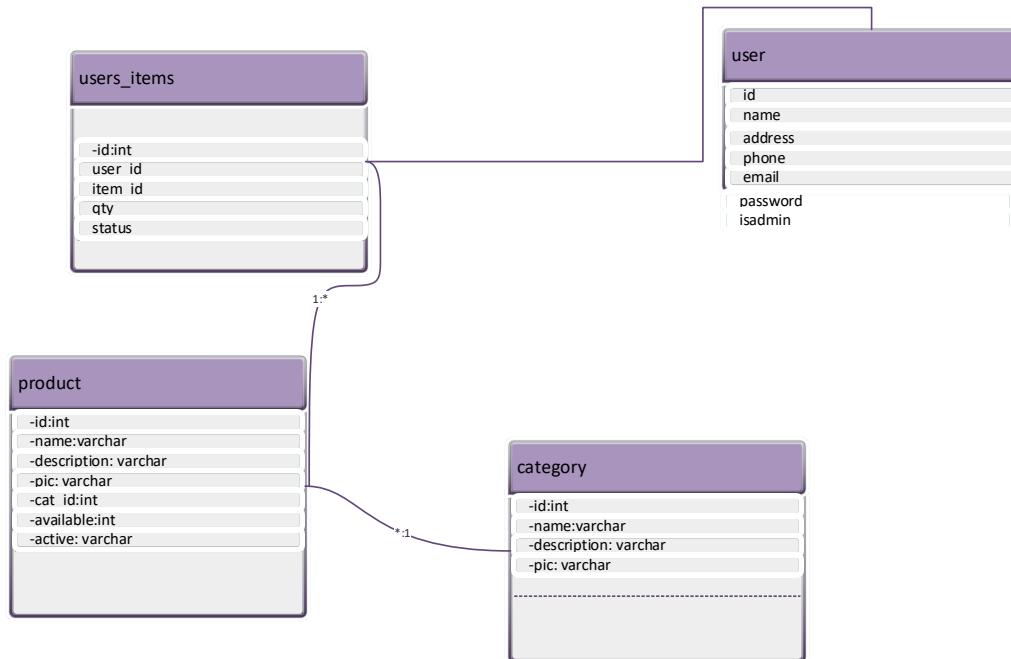 users_items
-id:int
user_id
item_id
qty
status
user
id
name
address
phone
email
password
isadmin
1:*
product
-id:int
-name:varchar
-description: varchar
-pic: varchar
-cat_id:int
-available:int
-active: varchar
*:1
category
-id:int
-name:varchar
-description: varchar
-pic: varchar